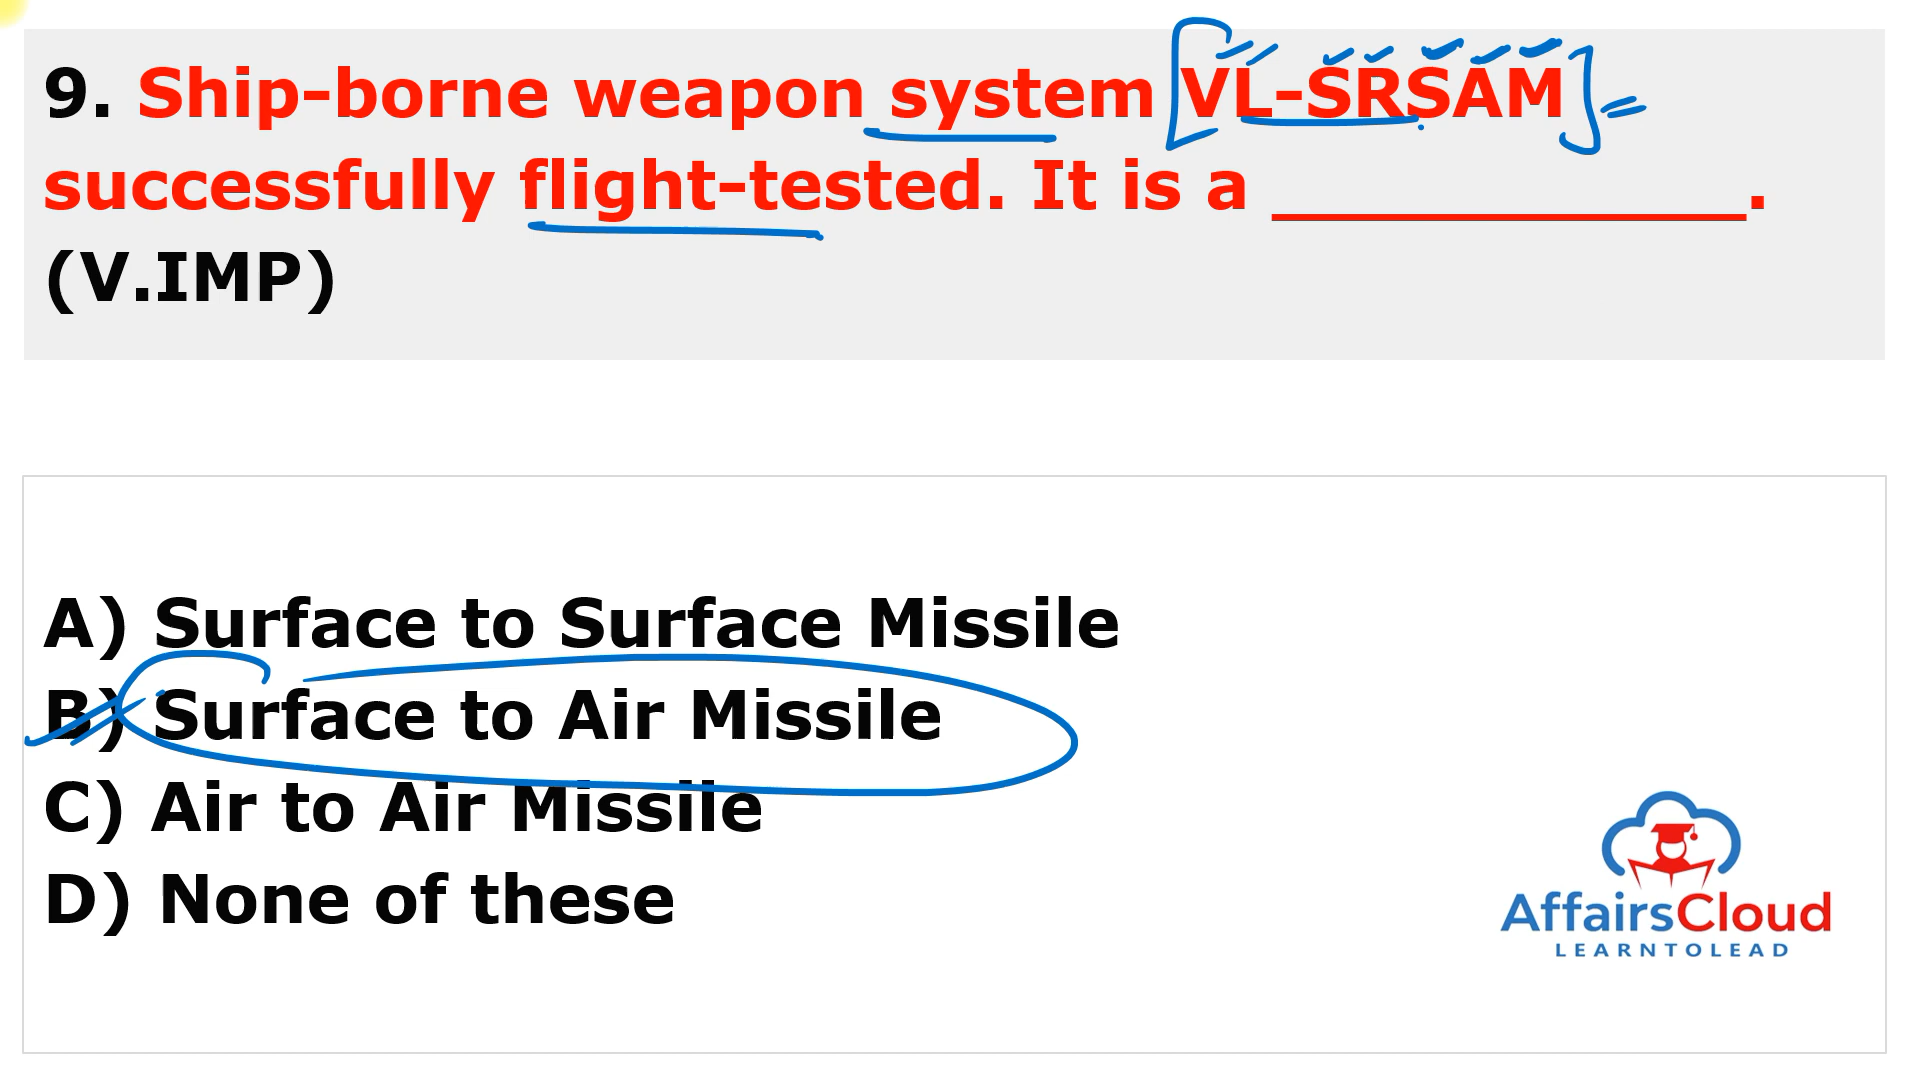 9. Ship-borne weapon system VL-SRSAM
successfully flight-tested. It is a ______________.
(V.IMP)
A) Surface to Surface Missile
B) Surface to Air Missile
C) Air to Air Missile
D) None of these
AffairsCloud
LEARNTOLEAD